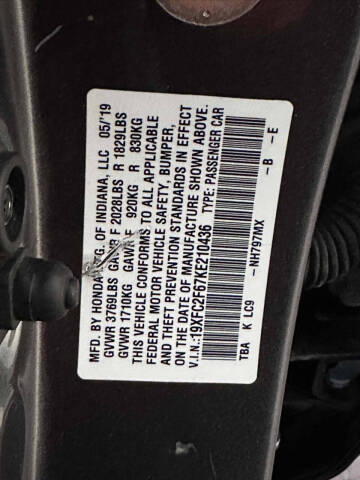 MFD. BY HONDA MFG. OF INDIANA, LLC 05/'19
GVWR 3769LBS GAWR F 2028LBS R 1829LBS
GVWR 1710KG GAWR F 920KG R 830KG
THIS VEHICLE CONFORMS TO ALL APPLICABLE
FEDERAL MOTOR VEHICLE SAFETY, BUMPER,
AND THEFT PREVENTION STANDARDS IN EFFECT
ON THE DATE OF MANUFACTURE SHOWN ABOVE.
V.I.N.:19XFC2F67KE210436 TYPE: PASSENGER CAR
TBA K LC9 - NH797MX - B - E